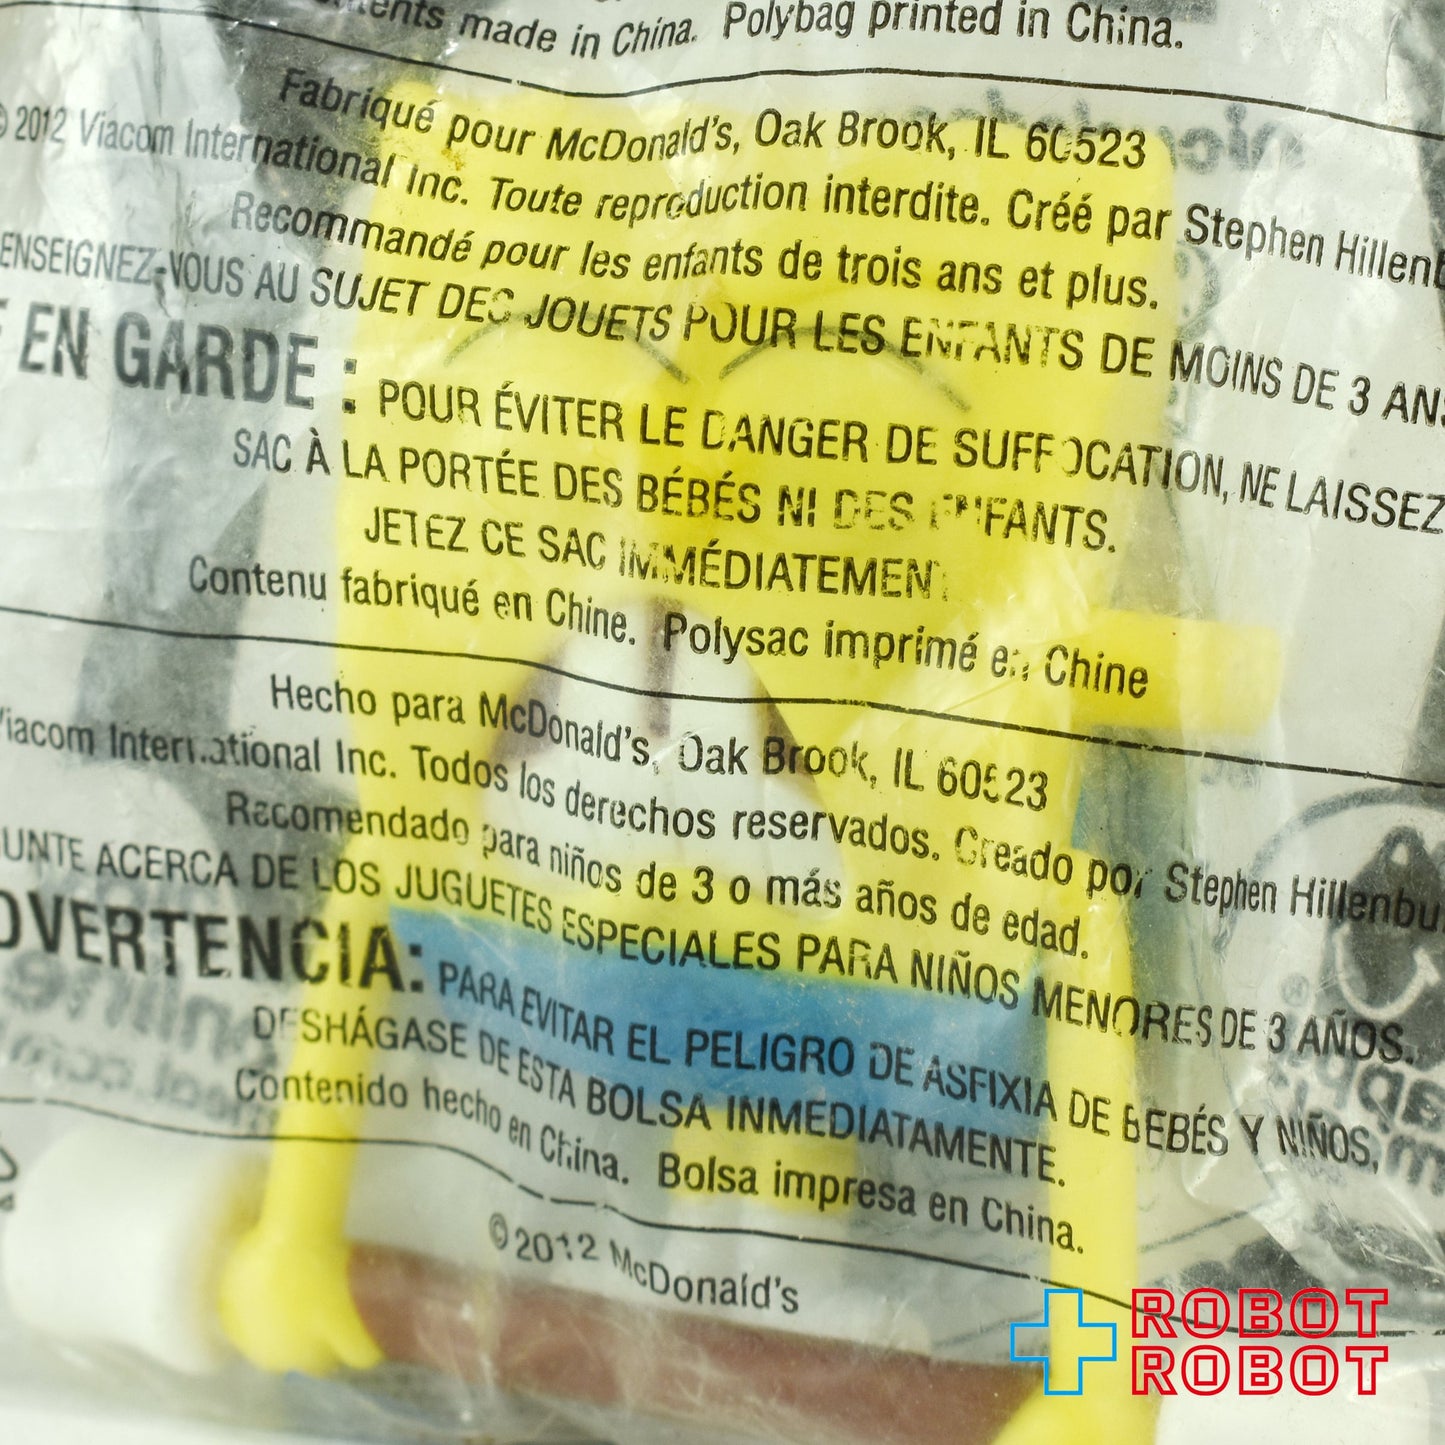 made in China. Polybag printed in China.
Fabriqué pour McDonald's, Oak Brook, IL 60523
© 2012 Viacom International Inc. Toute reproduction interdite. Créé par Stephen
Recommandé pour les enfants de trois ans et plus.
AU SUJET DES JOUETS POUR LES ENFANTS DE MOINS DE 3
EN GARDE : POUR ÉVITER LE DANGER DE SUFFOCATION, NE LAISSEZ
SAC À LA PORTÉE DES BÉBÉS NI DES ENFANTS.
JETEZ CE SAC IMMÉDIATEMENT
Contenu fabriqué en Chine. Polysac imprimé en Chine
Hecho para McDonald's, Oak Brook, IL 60523
International Inc. Todos los derechos reservados. Creado por Stephen
Recomendado para niños de 3 o más años de edad.
ACERCA DE LOS JUGUETES ESPECIALES PARA NIÑOS MENORES DE 3 AÑOS.
PARA EVITAR EL PELIGRO DE ASFIXIA DE BEBÉS Y NIÑOS,
DESHÁGASE DE ESTA BOLSA INMEDIATAMENTE.
Contenido hecho en China. Bolsa impresa en China.
©2012 McDonald's
ROBOT
ROBOT